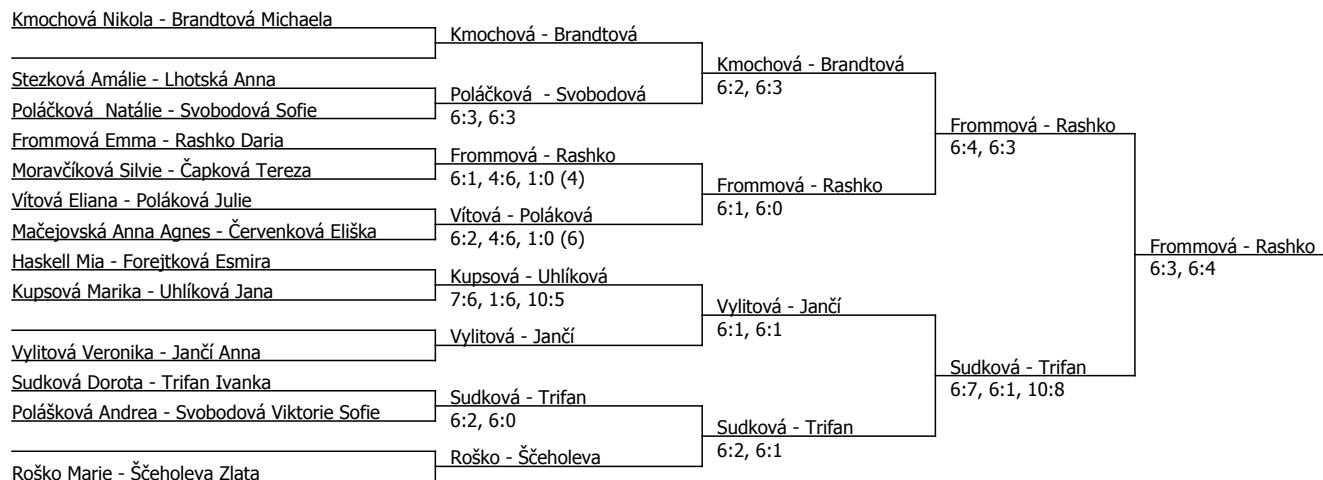 Kmochová Nikola - Brandtová Michaela
Stezková Amálie - Lhotská Anna
Poláčková  Natálie - Svobodová Sofie
Frommová Emma - Rashko Daria
Moravčíková Silvie - Čapková Tereza
Vítová Eliana - Poláková Julie
Mačejovská Anna Agnes - Červenková Eliška
Haskell Mia - Forejtková Esmira
Kupsová Marika - Uhlíková Jana
Vylitová Veronika - Jančí Anna
Sudková Dorota - Trifan Ivanka
Polášková Andrea - Svobodová Viktorie Sofie
Roško Marie - Ščeholeva Zlata
Kmochová - Brandtová
Poláčková  - Svobodová
6:3, 6:3
Frommová - Rashko
6:1, 4:6, 1:0 (4)
Vítová - Poláková
6:2, 4:6, 1:0 (6)
Kupsová - Uhlíková
7:6, 1:6, 10:5
Vylitová - Jančí
Sudková - Trifan
6:2, 6:0
Roško - Ščeholeva
Kmochová - Brandtová
6:2, 6:3
Frommová - Rashko
6:1, 6:0
Vylitová - Jančí
6:1, 6:1
Sudková - Trifan
6:2, 6:1
Frommová - Rashko
6:4, 6:3
Sudková - Trifan
6:7, 6:1, 10:8
Frommová - Rashko
6:3, 6:4